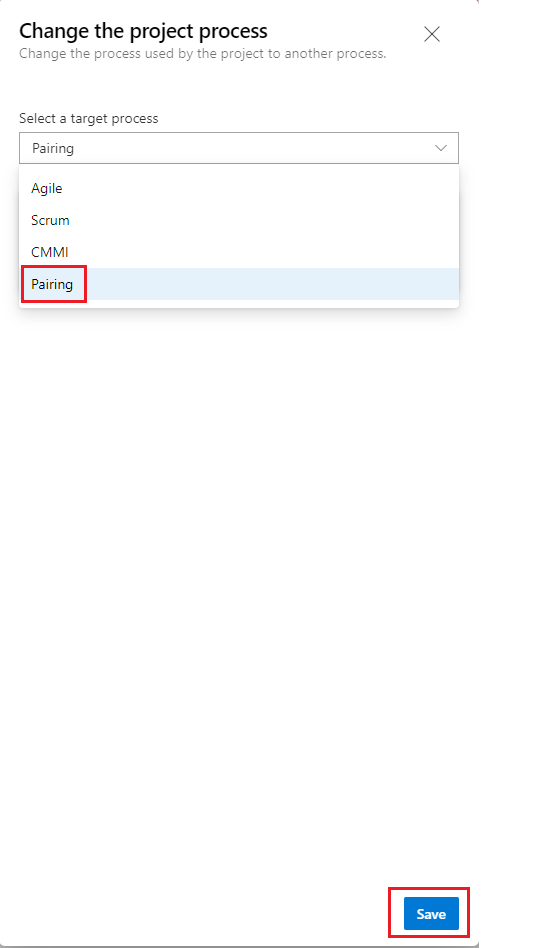 Change the project process
Change the process used by the project to another process.
Select a target process
Pairing
Agile
Scrum
CMMI
Pairing
Save